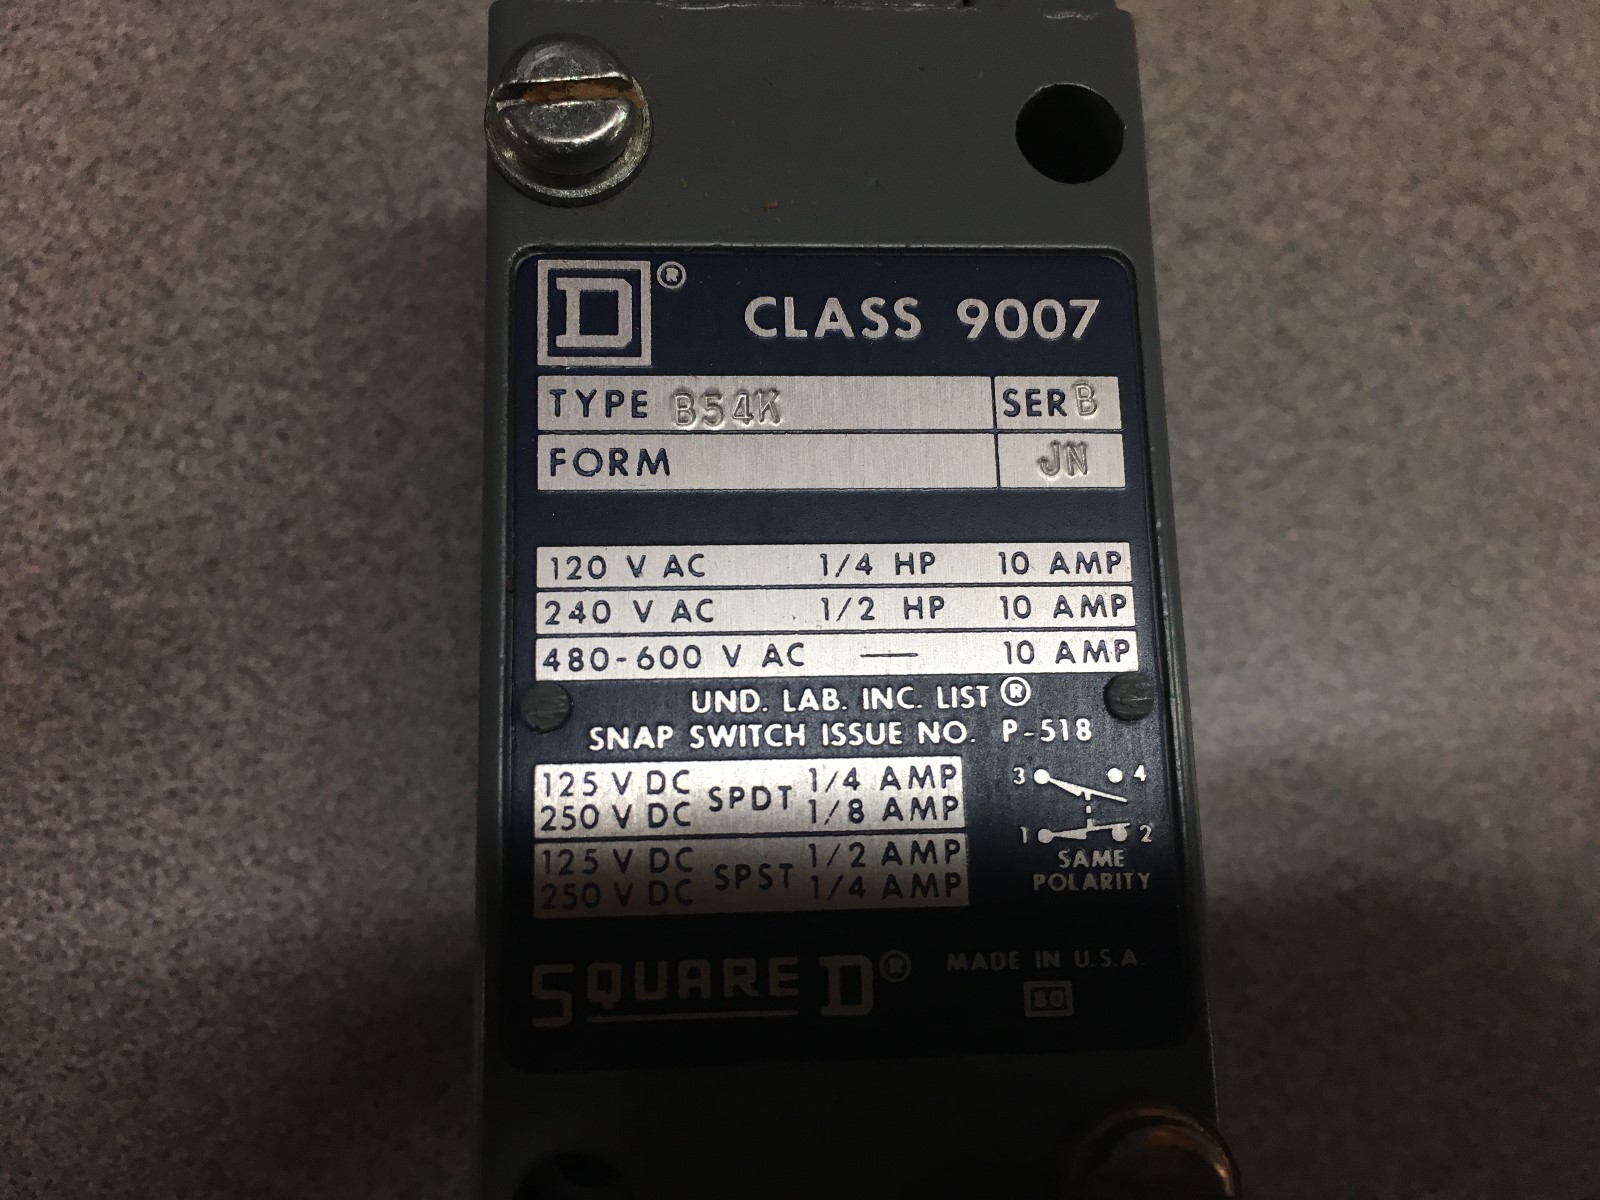 D® CLASS 9007
TYPE B54K SER B
FORM JN
120 V AC 1/4 HP 10 AMP
240 V AC 1/2 HP 10 AMP
480-600 V AC — 10 AMP
UND. LAB. INC. LIST ®
SNAP SWITCH ISSUE NO. P-518
125 V DC SPDT 1/4 AMP
250 V DC 1/8 AMP
125 V DC SPST 1/2 AMP
250 V DC 1/4 AMP
3 4
1 2
SAME
POLARITY
SQUARE D® MADE IN U.S.A.
80